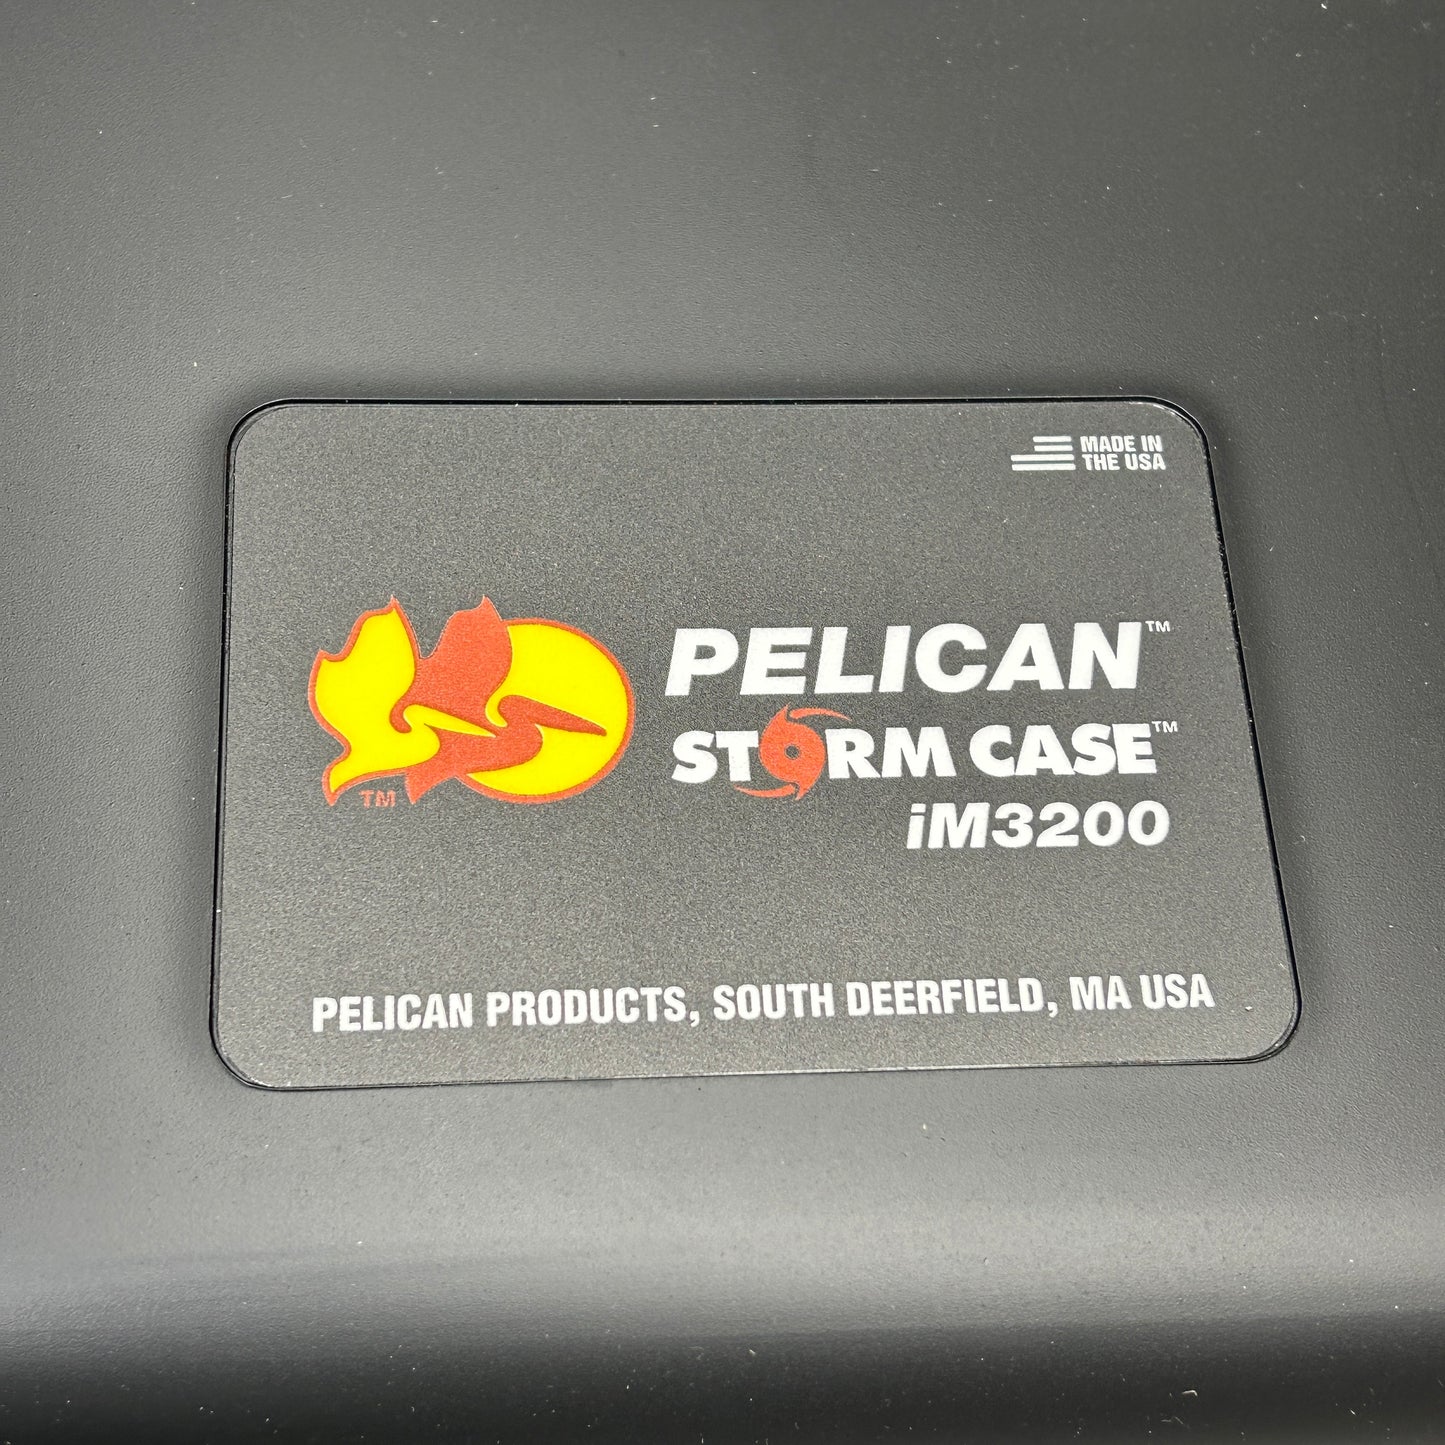 MADE IN
THE USA
PELICAN™
STORM CASE™
iM3200
TM
PELICAN PRODUCTS, SOUTH DEERFIELD, MA USA